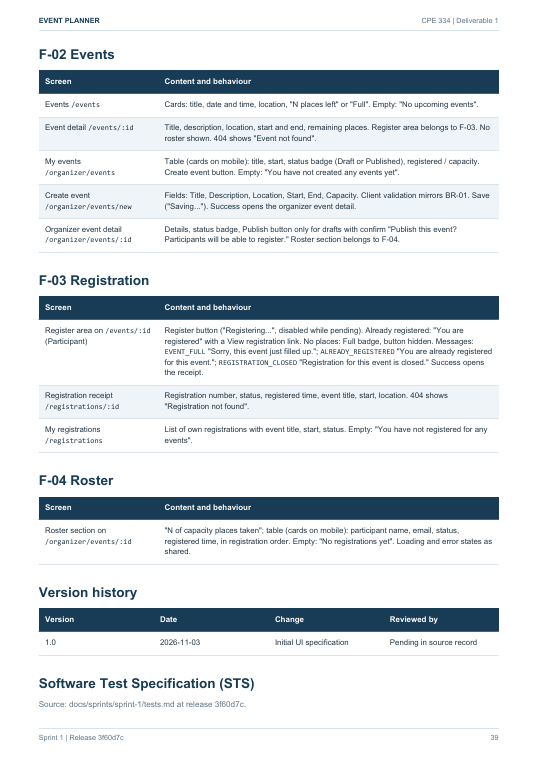 EVENT PLANNER
CPE 334 | Deliverable 1
F-02 Events
Screen Content and behaviour
Events /events Cards: title, date and time, location, "N places left" or "Full". Empty: "No upcoming events".
Event detail /events/:id Title, description, location, start and end, remaining places. Register area belongs to F-03. No
roster shown. 404 shows "Event not found".
My events Table (cards on mobile): title, start, status badge (Draft or Published), registered / capacity.
/organizer/events Create event button. Empty: "You have not created any events yet".
Create event Fields: Title, Description, Location, Start, End, Capacity. Client validation mirrors BR-01. Save
/organizer/events/new ("Saving..."). Success opens the organizer event detail.
Organizer event detail Details, status badge, Publish button only for drafts with confirm "Publish this event?
/organizer/events/:id Participants will be able to register." Roster section belongs to F-04.
F-03 Registration
Screen Content and behaviour
Register area on /events/:id Register button ("Registering...", disabled while pending). Already registered: "You are
(Participant) registered" with a View registration link. No places: Full badge, button hidden. Messages:
EVENT_FULL "Sorry, this event just filled up."; ALREADY_REGISTERED "You are already registered
for this event."; REGISTRATION_CLOSED "Registration for this event is closed." Success opens
the receipt.
Registration receipt Registration number, status, registered time, event title, start, location. 404 shows
/registrations/:id "Registration not found".
My registrations List of own registrations with event title, start, status. Empty: "You have not registered for any
/registrations events".
F-04 Roster
Screen Content and behaviour
Roster section on "N of capacity places taken"; table (cards on mobile): participant name, email, status,
/organizer/events/:id registered time, in registration order. Empty: "No registrations yet". Loading and error states as
shared.
Version history
Version Date Change Reviewed by
1.0 2026-11-03 Initial UI specification Pending in source record
Software Test Specification (STS)
Source: docs/sprints/sprint-1/tests.md at release 3f60d7c.
Sprint 1 | Release 3f60d7c
39